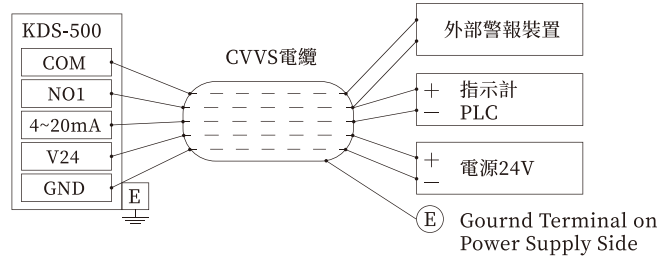 KDS-500
COM
NO1
4~20mA
V24
GND
E
CVVS電纜
外部警報裝置
+ 指示計
− PLC
+
− 電源24V
E
Gournd Terminal on
Power Supply Side